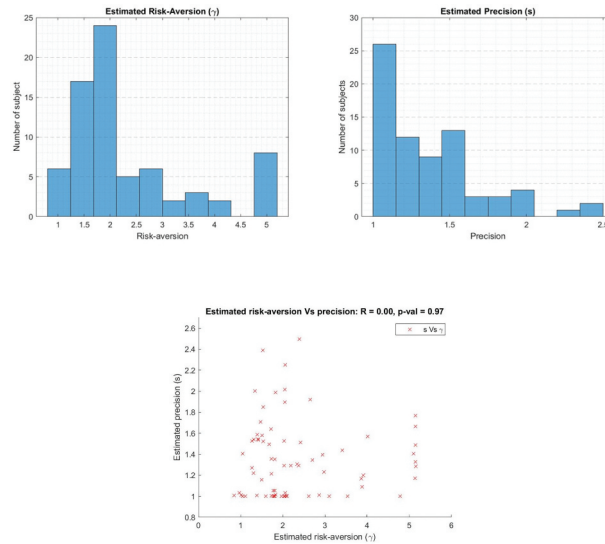 Estimated Risk-Aversion (γ)
25
20
15
10
5
0
Number of subject
1 1.5 2 2.5 3 3.5 4 4.5 5
Risk-aversion
Estimated Precision (s)
30
25
20
15
10
5
0
Number of subjects
1 1.5 2 2.5
Precision
Estimated risk-aversion Vs precision: R = 0.00, p-val = 0.97
s Vs γ
2.6
2.4
2.2
2
1.8
1.6
1.4
1.2
1
0.8
Estimated precision (s)
0 1 2 3 4 5 6
Estimated risk-aversion (γ)